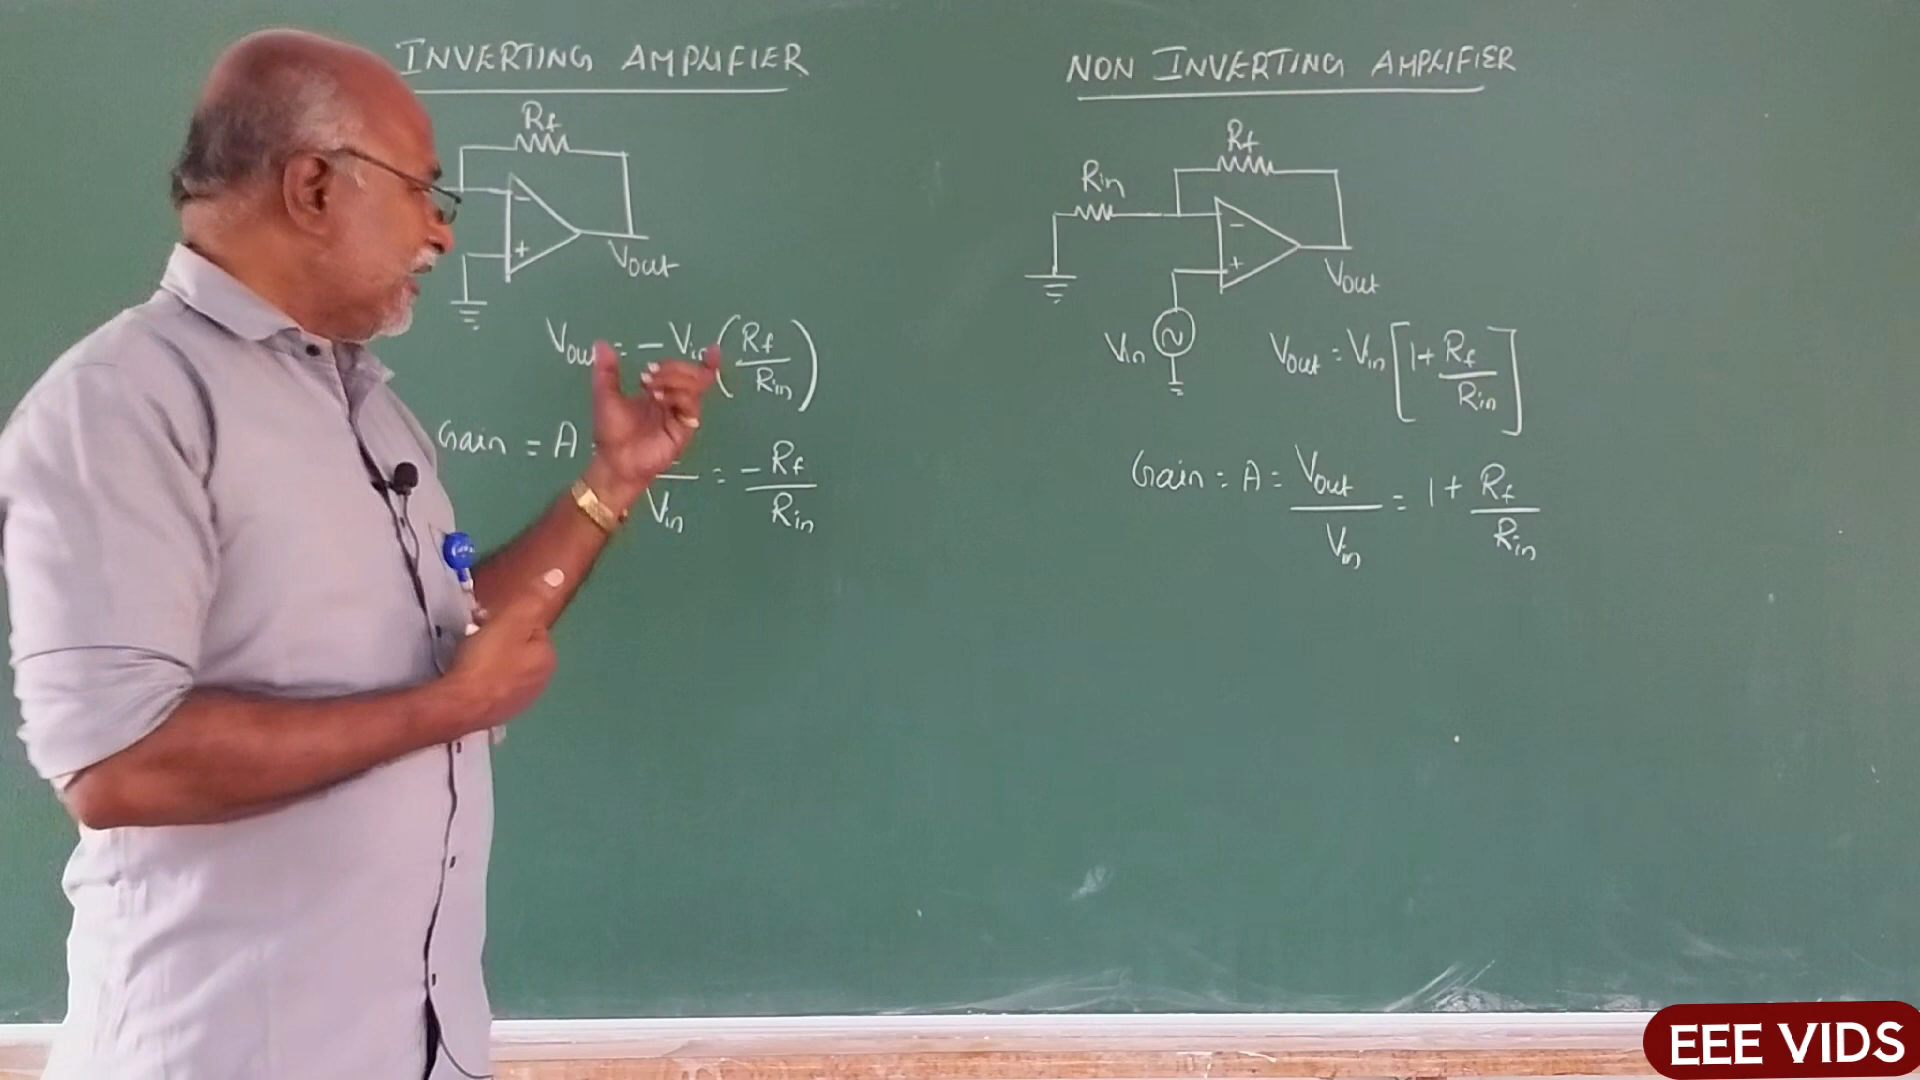 INVERTING AMPLIFIER
Rf
−
+
Vout
Vout = − Vin (Rf / Rin)
Gain = A =
Vin = − Rf / Rin
NON INVERTING AMPLIFIER
Rf
Rin
−
+
Vout
Vin
Vout = Vin [1 + Rf / Rin]
Gain = A = Vout / Vin = 1 + Rf / Rin
EEE VIDS